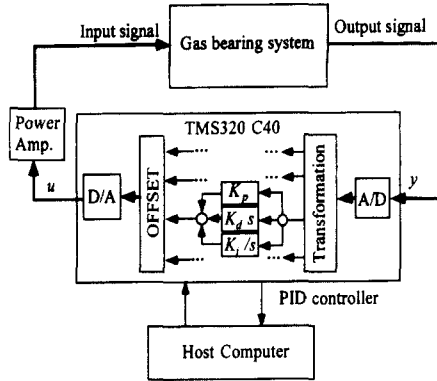 Input signal
Gas bearing system
Output signal
Power
Amp.
TMS320 C40
u
D/A
OFFSET
...
...
...
...
K_p
K_d s
K_i /s
...
...
...
...
Transformation
A/D
y
PID controller
Host Computer